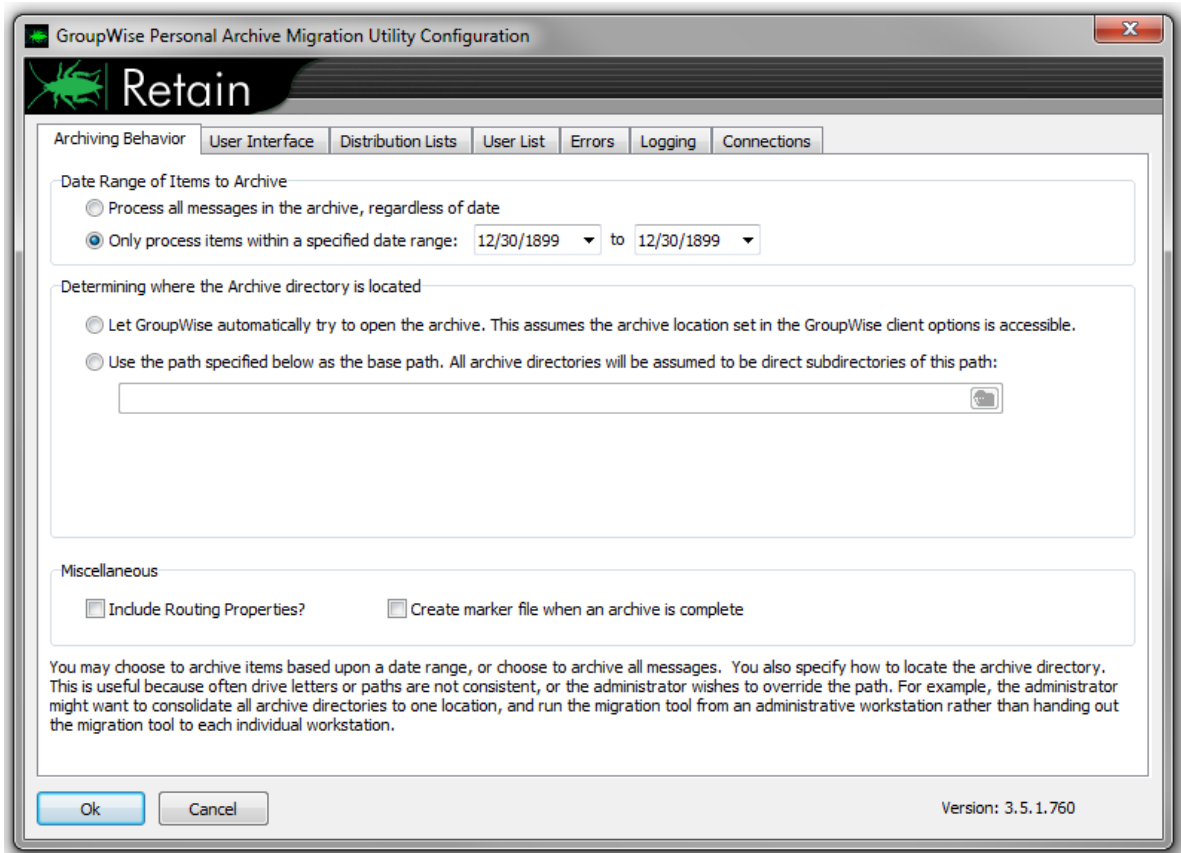 GroupWise Personal Archive Migration Utility Configuration
X
Retain
Archiving Behavior User Interface Distribution Lists User List Errors Logging Connections
Date Range of Items to Archive
Process all messages in the archive, regardless of date
Only process items within a specified date range: 12/30/1899 to 12/30/1899
Determining where the Archive directory is located
Let GroupWise automatically try to open the archive. This assumes the archive location set in the GroupWise client options is accessible.
Use the path specified below as the base path. All archive directories will be assumed to be direct subdirectories of this path:
Miscellaneous
Include Routing Properties? Create marker file when an archive is complete
You may choose to archive items based upon a date range, or choose to archive all messages. You also specify how to locate the archive directory.
This is useful because often drive letters or paths are not consistent, or the administrator wishes to override the path. For example, the administrator
might want to consolidate all archive directories to one location, and run the migration tool from an administrative workstation rather than handing out
the migration tool to each individual workstation.
Ok Cancel Version: 3.5.1.760